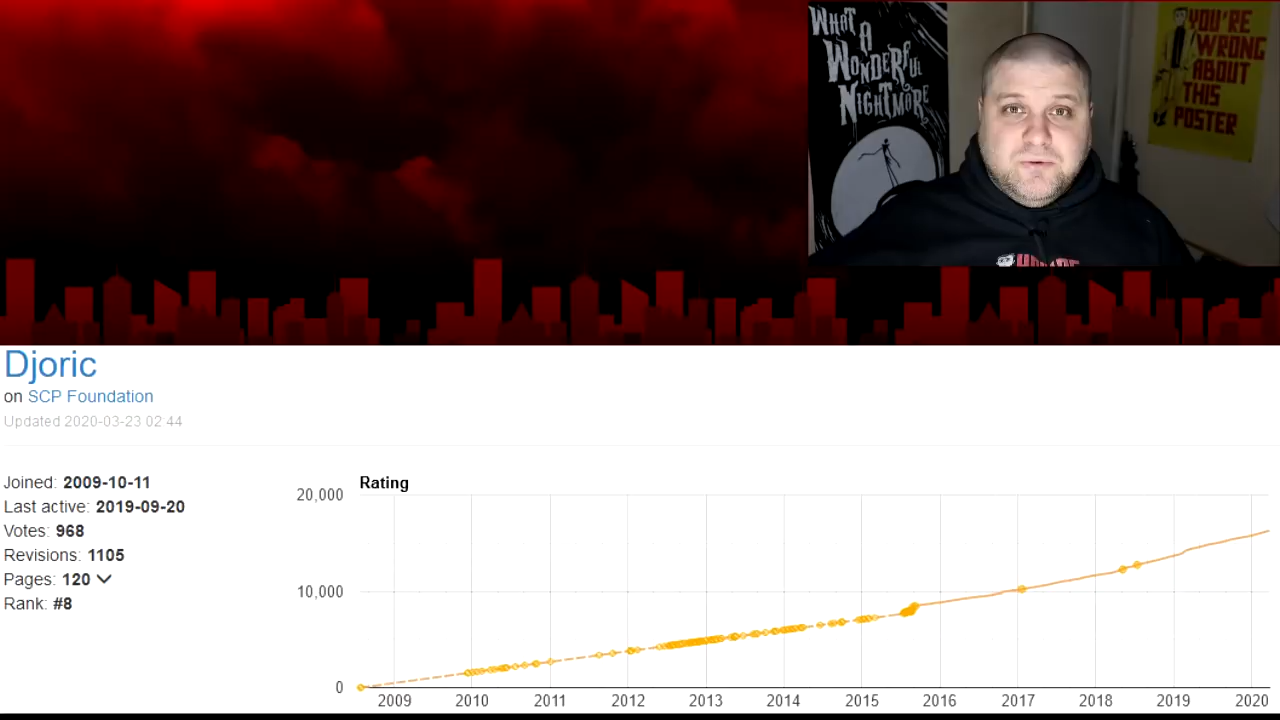 WHAT A
WONDERFUL
NIGHTMARE
YOU'RE
WRONG
ABOUT
THIS
POSTER
Djoric
on SCP Foundation
Updated 2020-03-23 02:44
Joined: 2009-10-11
Last active: 2019-09-20
Votes: 968
Revisions: 1105
Pages: 120
Rank: #8
Rating
20,000
10,000
0
2009 2010 2011 2012 2013 2014 2015 2016 2017 2018 2019 2020